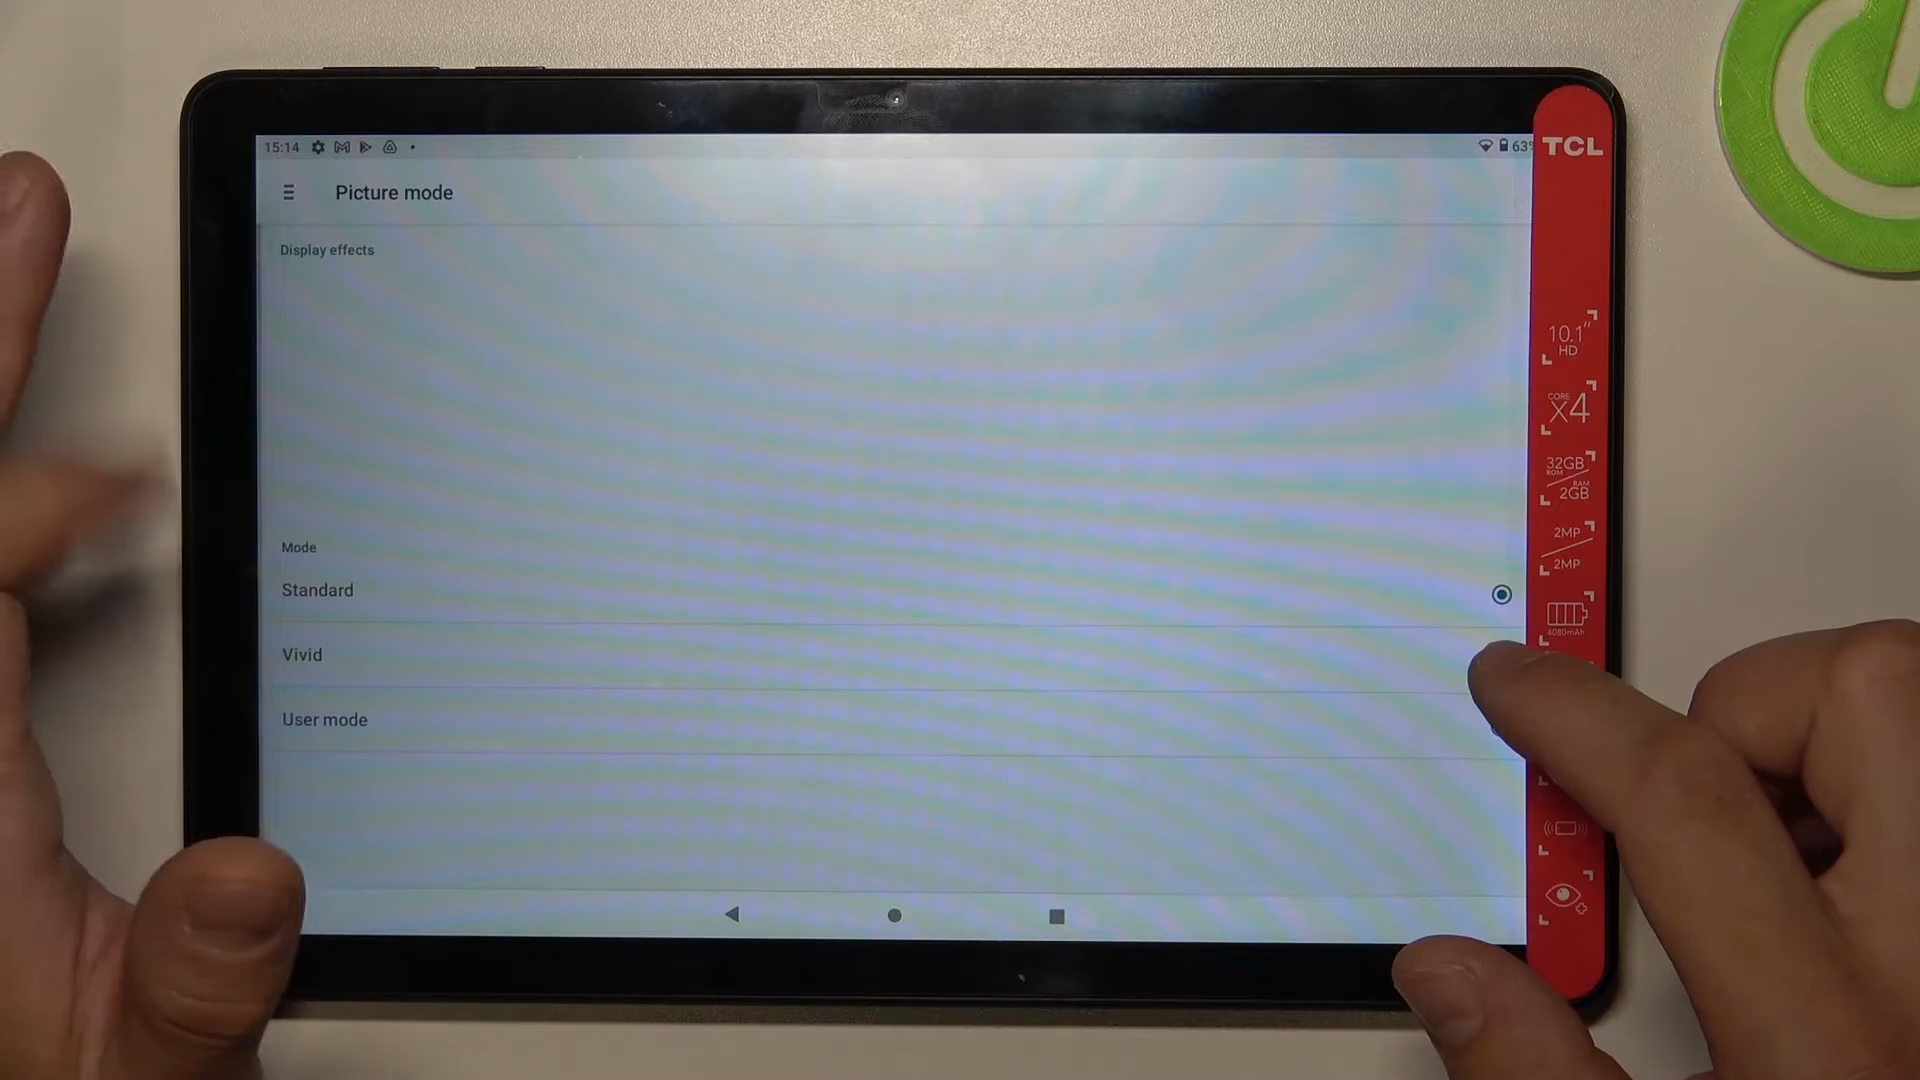 15:14
63%
Picture mode
Display effects
Mode
Standard
Vivid
User mode
TCL
10.1"
HD
CORE
X4
32GB
ROM
RAM
2GB
2MP
2MP
4080mAh